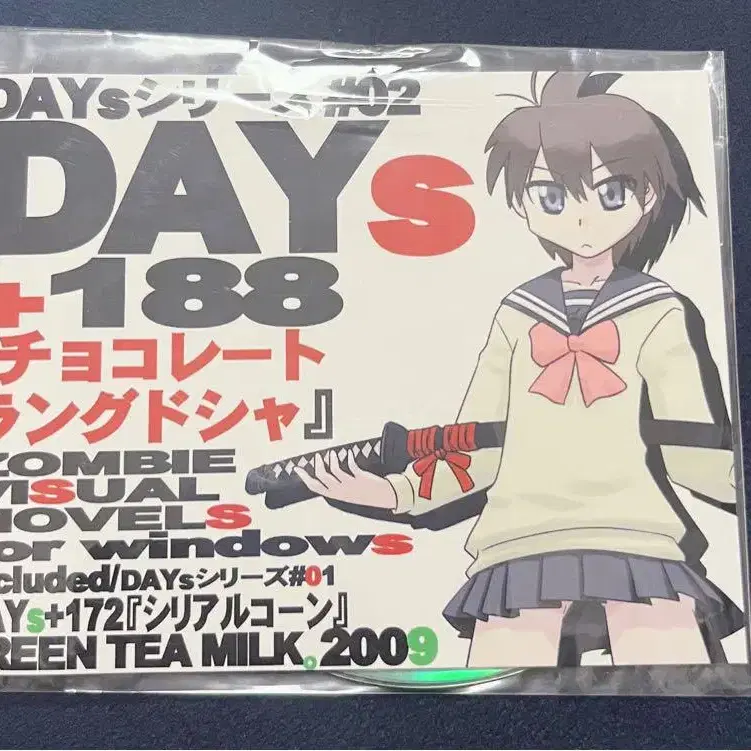 DAYsシリーズ#02
DAYs
+188
チョコレート
ラングドシャ』
ZOMBIE
VISUAL
NOVELS
or windows
cluded/DAYsシリーズ#01
AYs+172『シリアルコーン』
REEN TEA MILK。2009